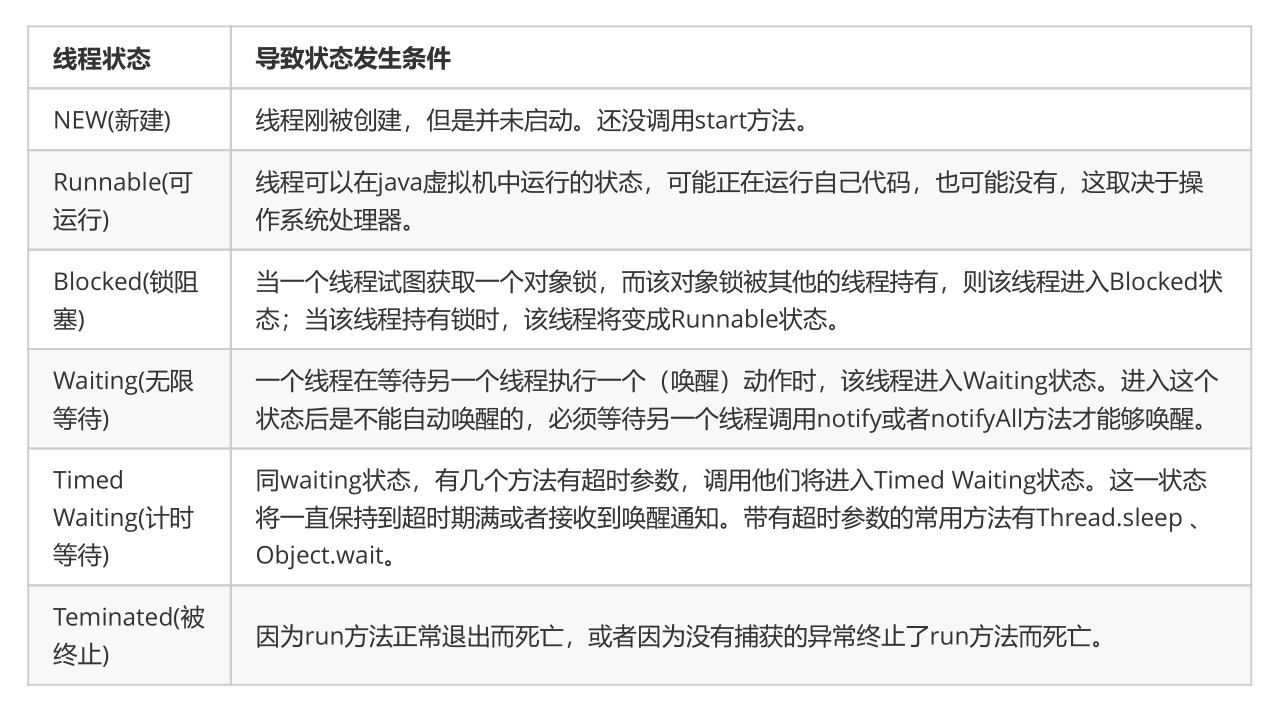 线程状态
导致状态发生条件
NEW(新建)
线程刚被创建，但是并未启动。还没调用start方法。
Runnable(可
运行)
线程可以在java虚拟机中运行的状态，可能正在运行自己代码，也可能没有，这取决于操
作系统处理器。
Blocked(锁阻
塞)
当一个线程试图获取一个对象锁，而该对象锁被其他的线程持有，则该线程进入Blocked状
态；当该线程持有锁时，该线程将变成Runnable状态。
Waiting(无限
等待)
一个线程在等待另一个线程执行一个（唤醒）动作时，该线程进入Waiting状态。进入这个
状态后是不能自动唤醒的，必须等待另一个线程调用notify或者notifyAll方法才能够唤醒。
Timed
Waiting(计时
等待)
同waiting状态，有几个方法有超时参数，调用他们将进入Timed Waiting状态。这一状态
将一直保持到超时期满或者接收到唤醒通知。带有超时参数的常用方法有Thread.sleep 、
Object.wait。
Teminated(被
终止)
因为run方法正常退出而死亡，或者因为没有捕获的异常终止了run方法而死亡。